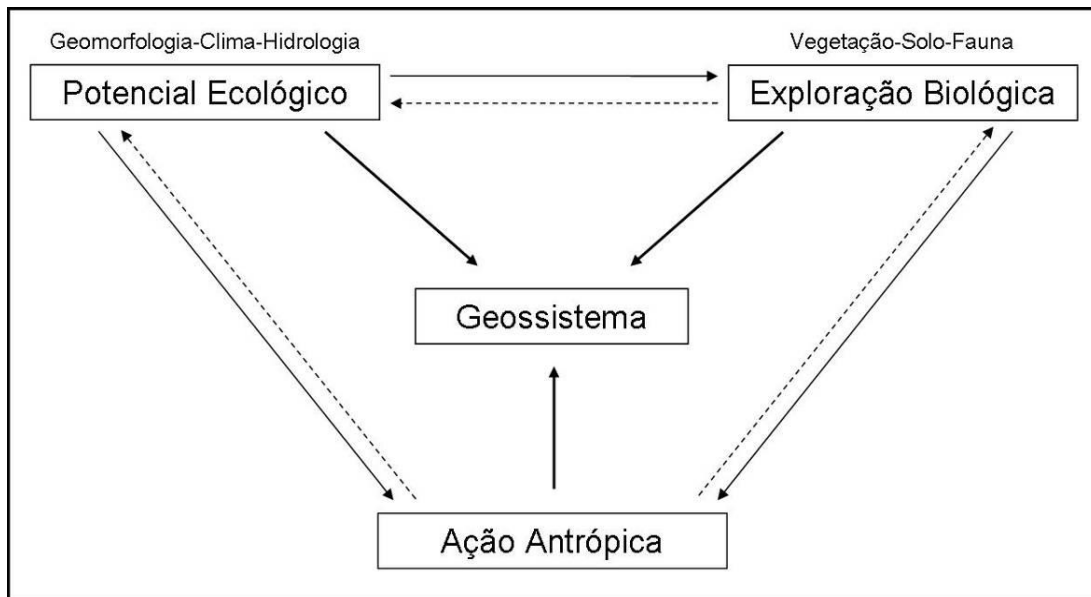 Geomorfologia-Clima-Hidrologia
Potencial Ecológico
Vegetação-Solo-Fauna
Exploração Biológica
Geossistema
Ação Antrópica